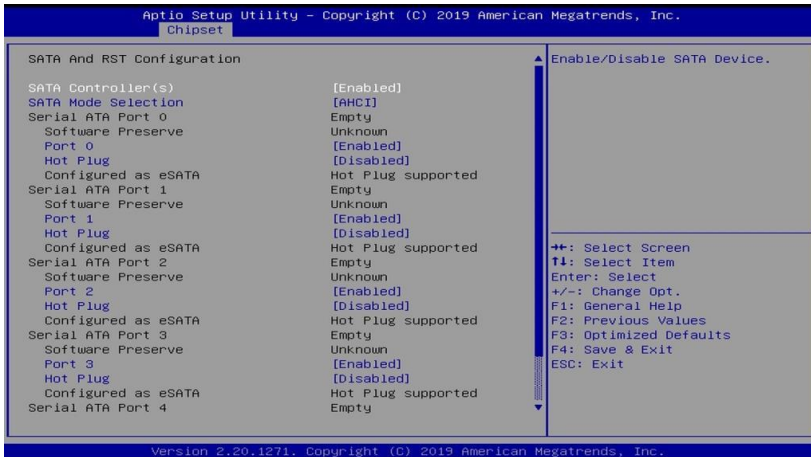 Aptio Setup Utility – Copyright (C) 2019 American Megatrends, Inc.
Chipset
SATA And RST Configuration
SATA Controller(s) [Enabled]
SATA Mode Selection [AHCI]
Serial ATA Port 0 Empty
Software Preserve Unknown
Port 0 [Enabled]
Hot Plug [Disabled]
Configured as eSATA Hot Plug supported
Serial ATA Port 1 Empty
Software Preserve Unknown
Port 1 [Enabled]
Hot Plug [Disabled]
Configured as eSATA Hot Plug supported
Serial ATA Port 2 Empty
Software Preserve Unknown
Port 2 [Enabled]
Hot Plug [Disabled]
Configured as eSATA Hot Plug supported
Serial ATA Port 3 Empty
Software Preserve Unknown
Port 3 [Enabled]
Hot Plug [Disabled]
Configured as eSATA Hot Plug supported
Serial ATA Port 4 Empty
Enable/Disable SATA Device.
→←: Select Screen
↑↓: Select Item
Enter: Select
+/-: Change Opt.
F1: General Help
F2: Previous Values
F3: Optimized Defaults
F4: Save & Exit
ESC: Exit
Version 2.20.1271. Copyright (C) 2019 American Megatrends, Inc.